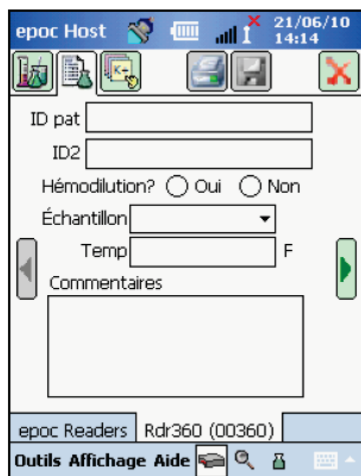 epoc Host 21/06/10
14:14
K+
ID pat
ID2
Hémodilution? Oui Non
Échantillon
Temp F
Commentaires
epoc Readers Rdr360 (00360)
Outils Affichage Aide